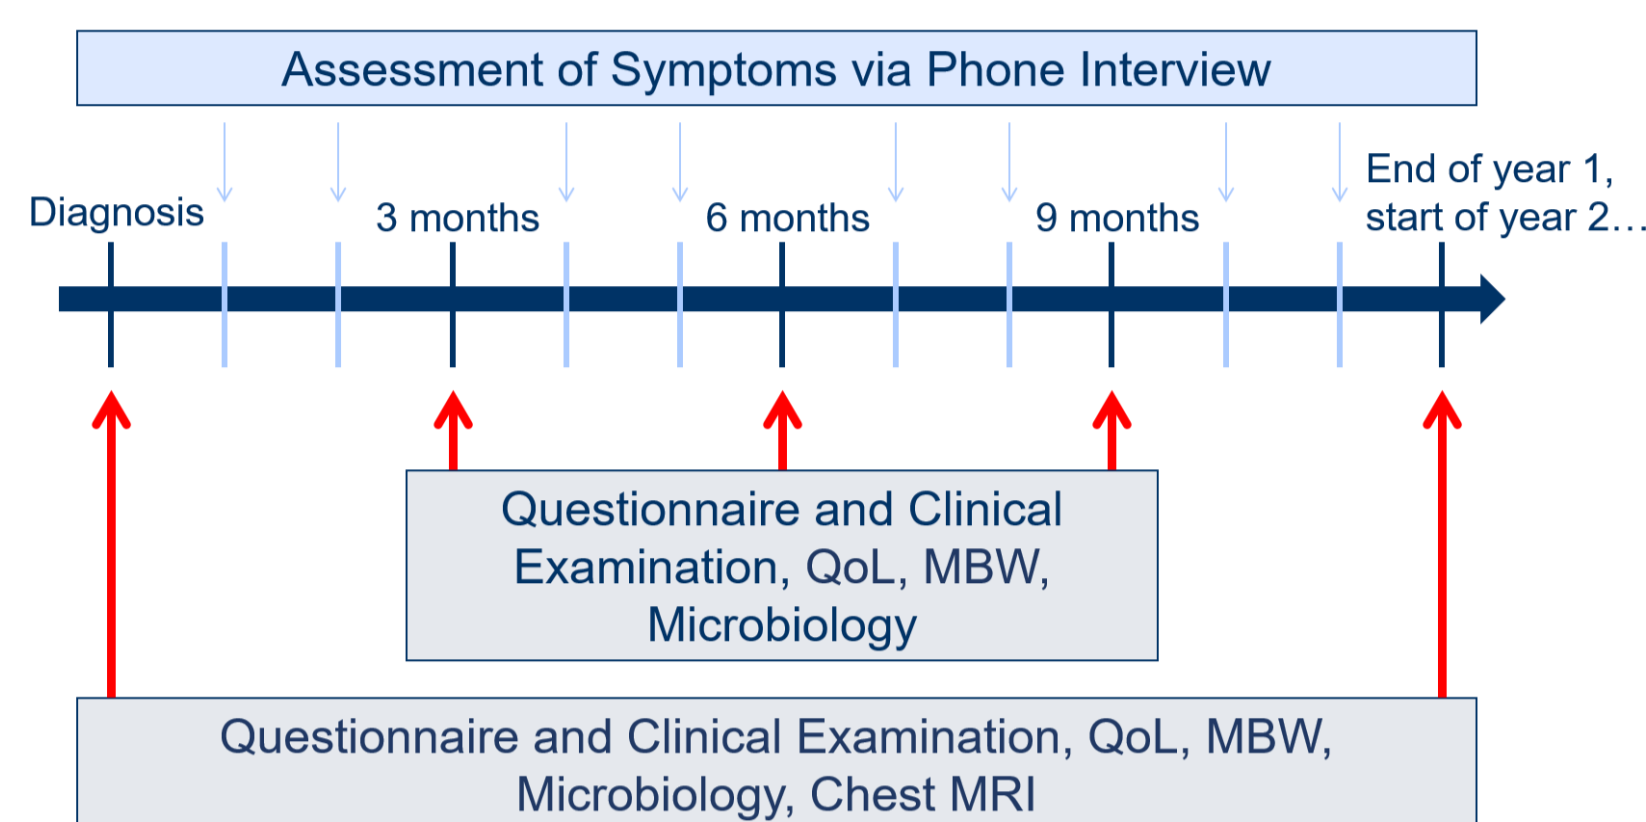 Assessment of Symptoms via Phone Interview
Diagnosis
3 months
6 months
9 months
End of year 1,
start of year 2…
Questionnaire and Clinical
Examination, QoL, MBW,
Microbiology
Questionnaire and Clinical Examination, QoL, MBW,
Microbiology, Chest MRI